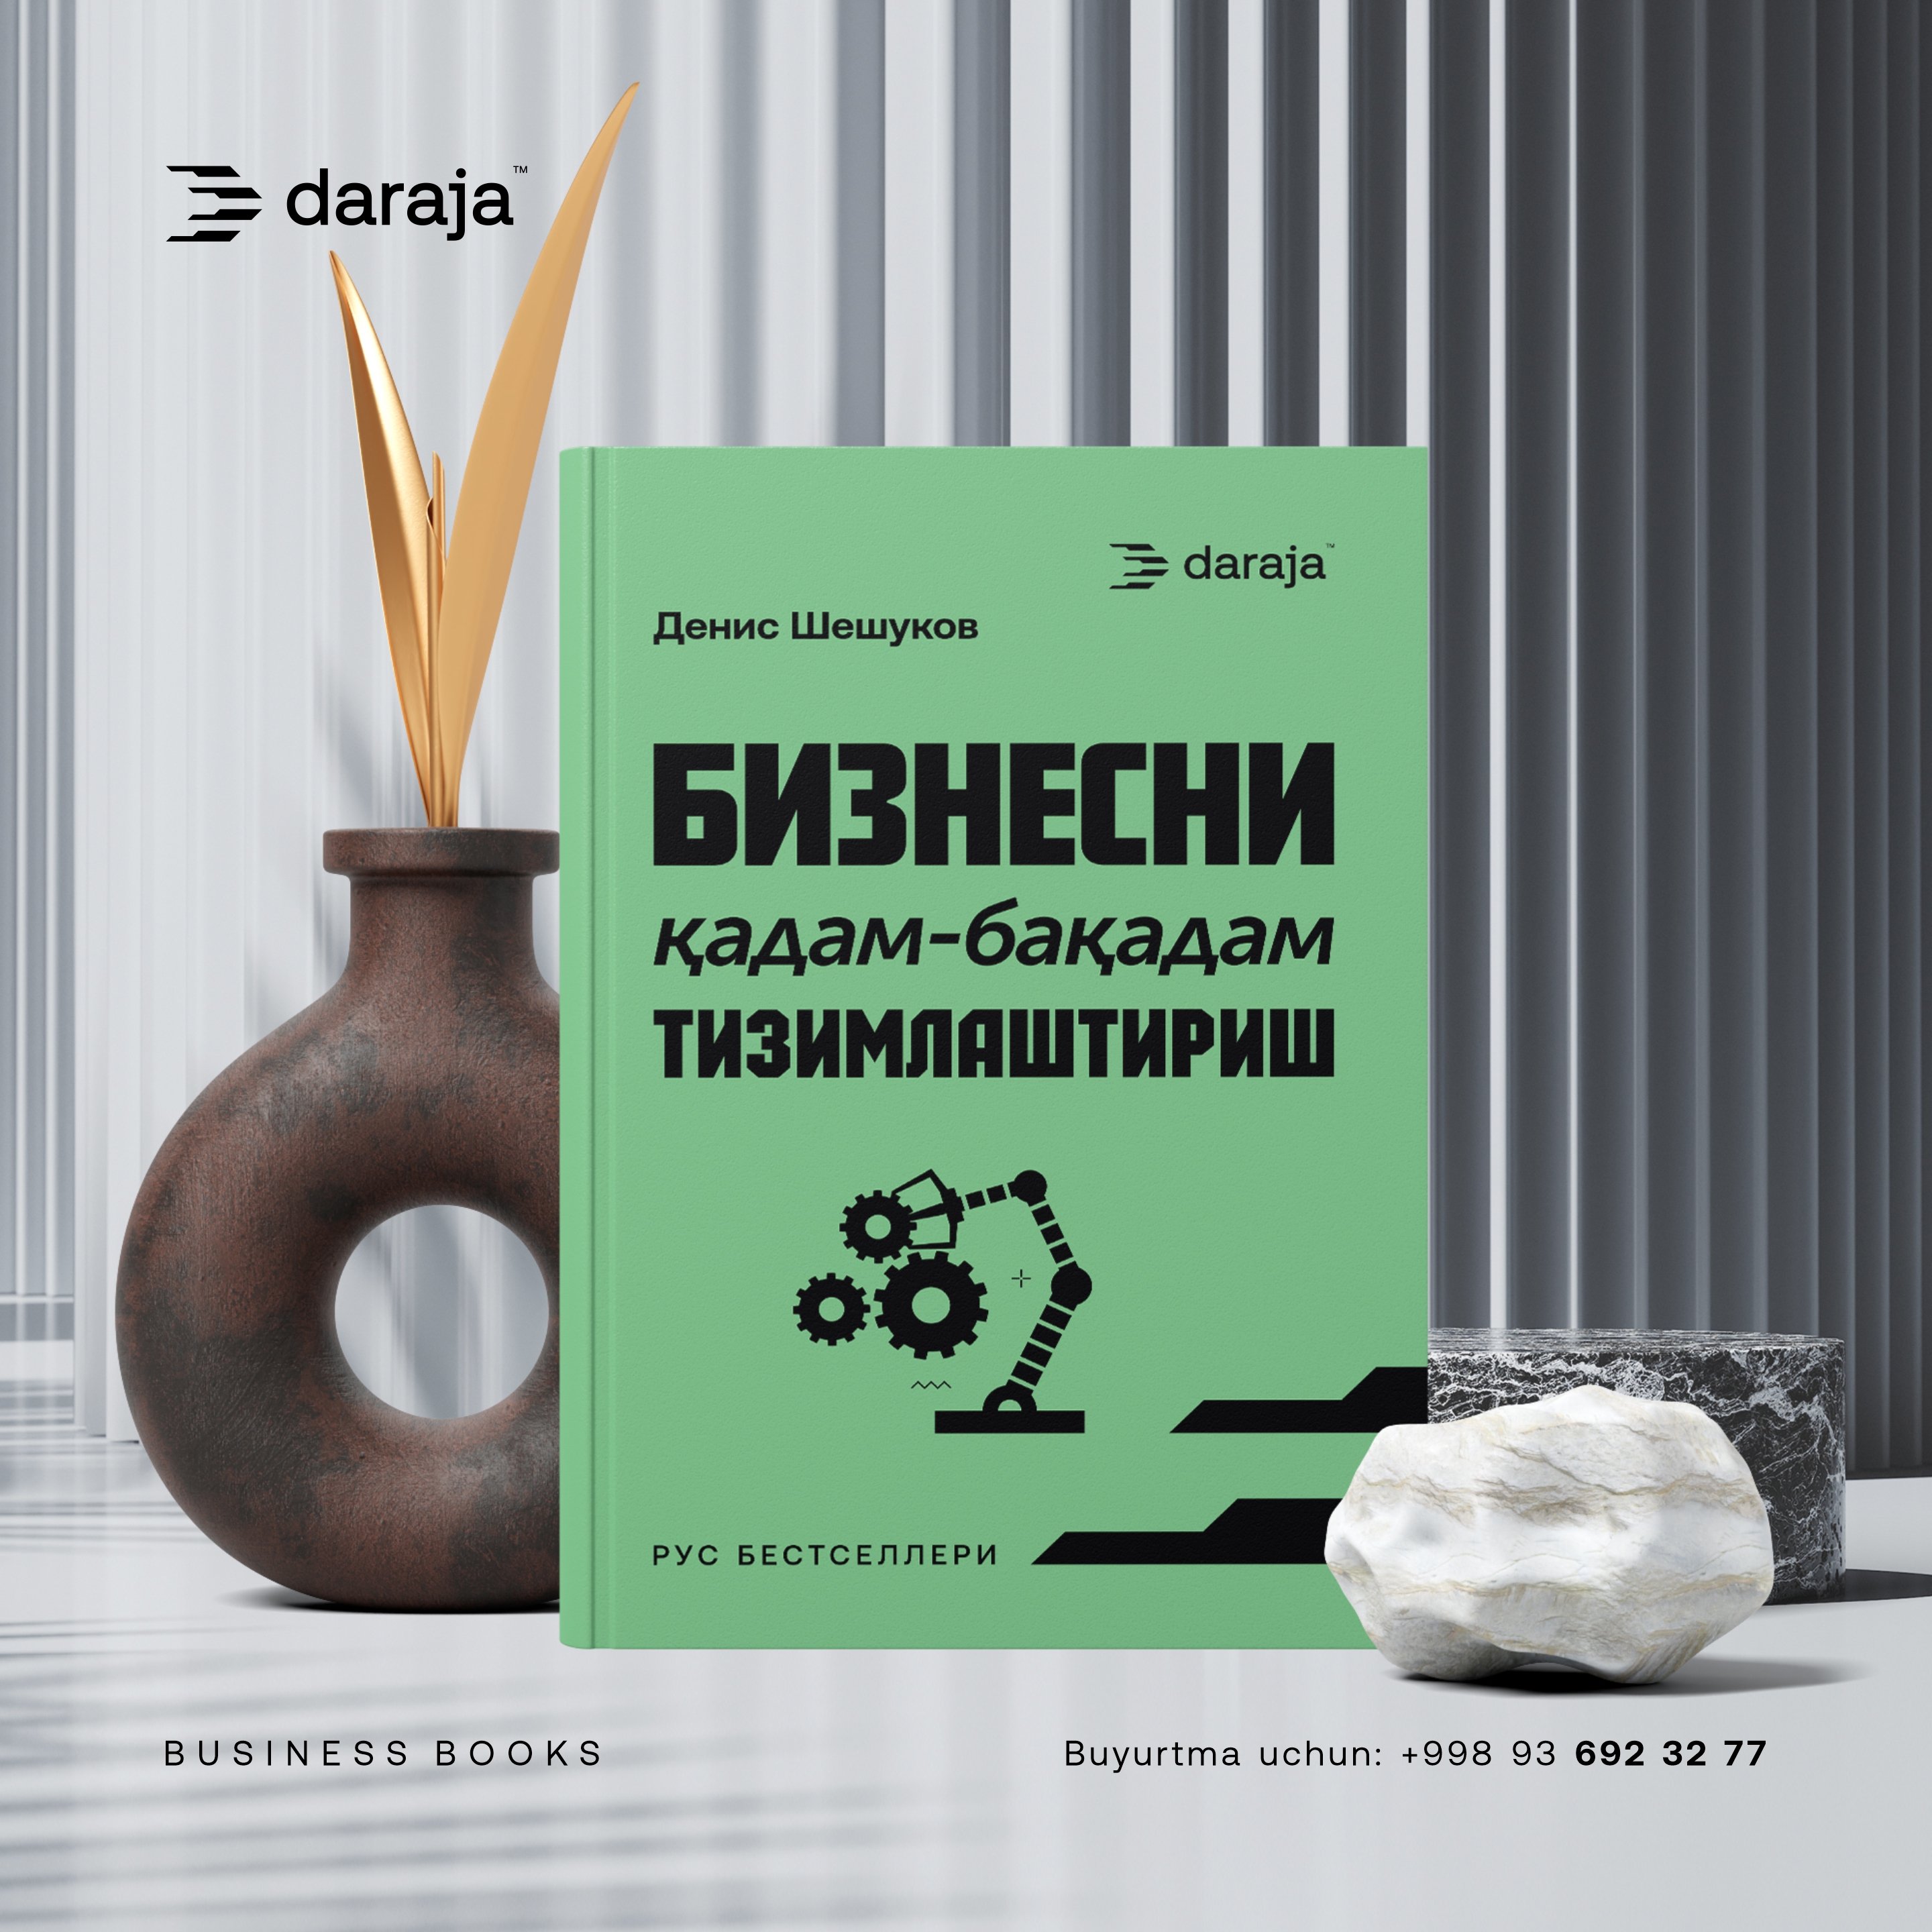 daraja™
daraja™
Денис Шешуков
БИЗНЕСНИ
қадам-бақадам
ТИЗИМЛАШТИРИШ
РУС БЕСТСЕЛЛЕРИ
BUSINESS BOOKS
Buyurtma uchun: +998 93 692 32 77